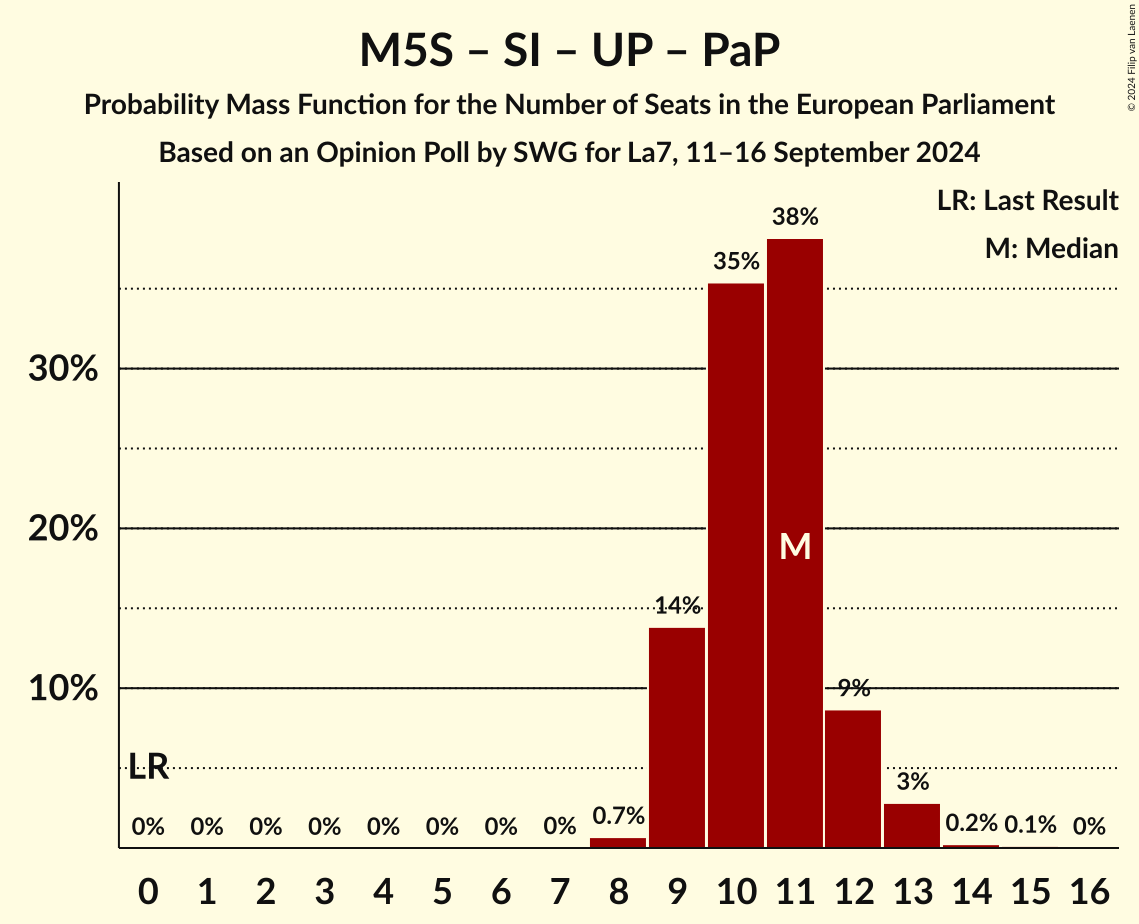 M5S – SI – UP – PaP
Probability Mass Function for the Number of Seats in the European Parliament
Based on an Opinion Poll by SWG for La7, 11–16 September 2024
© 2024 Filip van Laenen
LR: Last Result
M: Median
30%
20%
10%
LR
M
0% 0% 0% 0% 0% 0% 0% 0% 0.7% 14% 35% 38% 9% 3% 0.2% 0.1% 0%
0 1 2 3 4 5 6 7 8 9 10 11 12 13 14 15 16